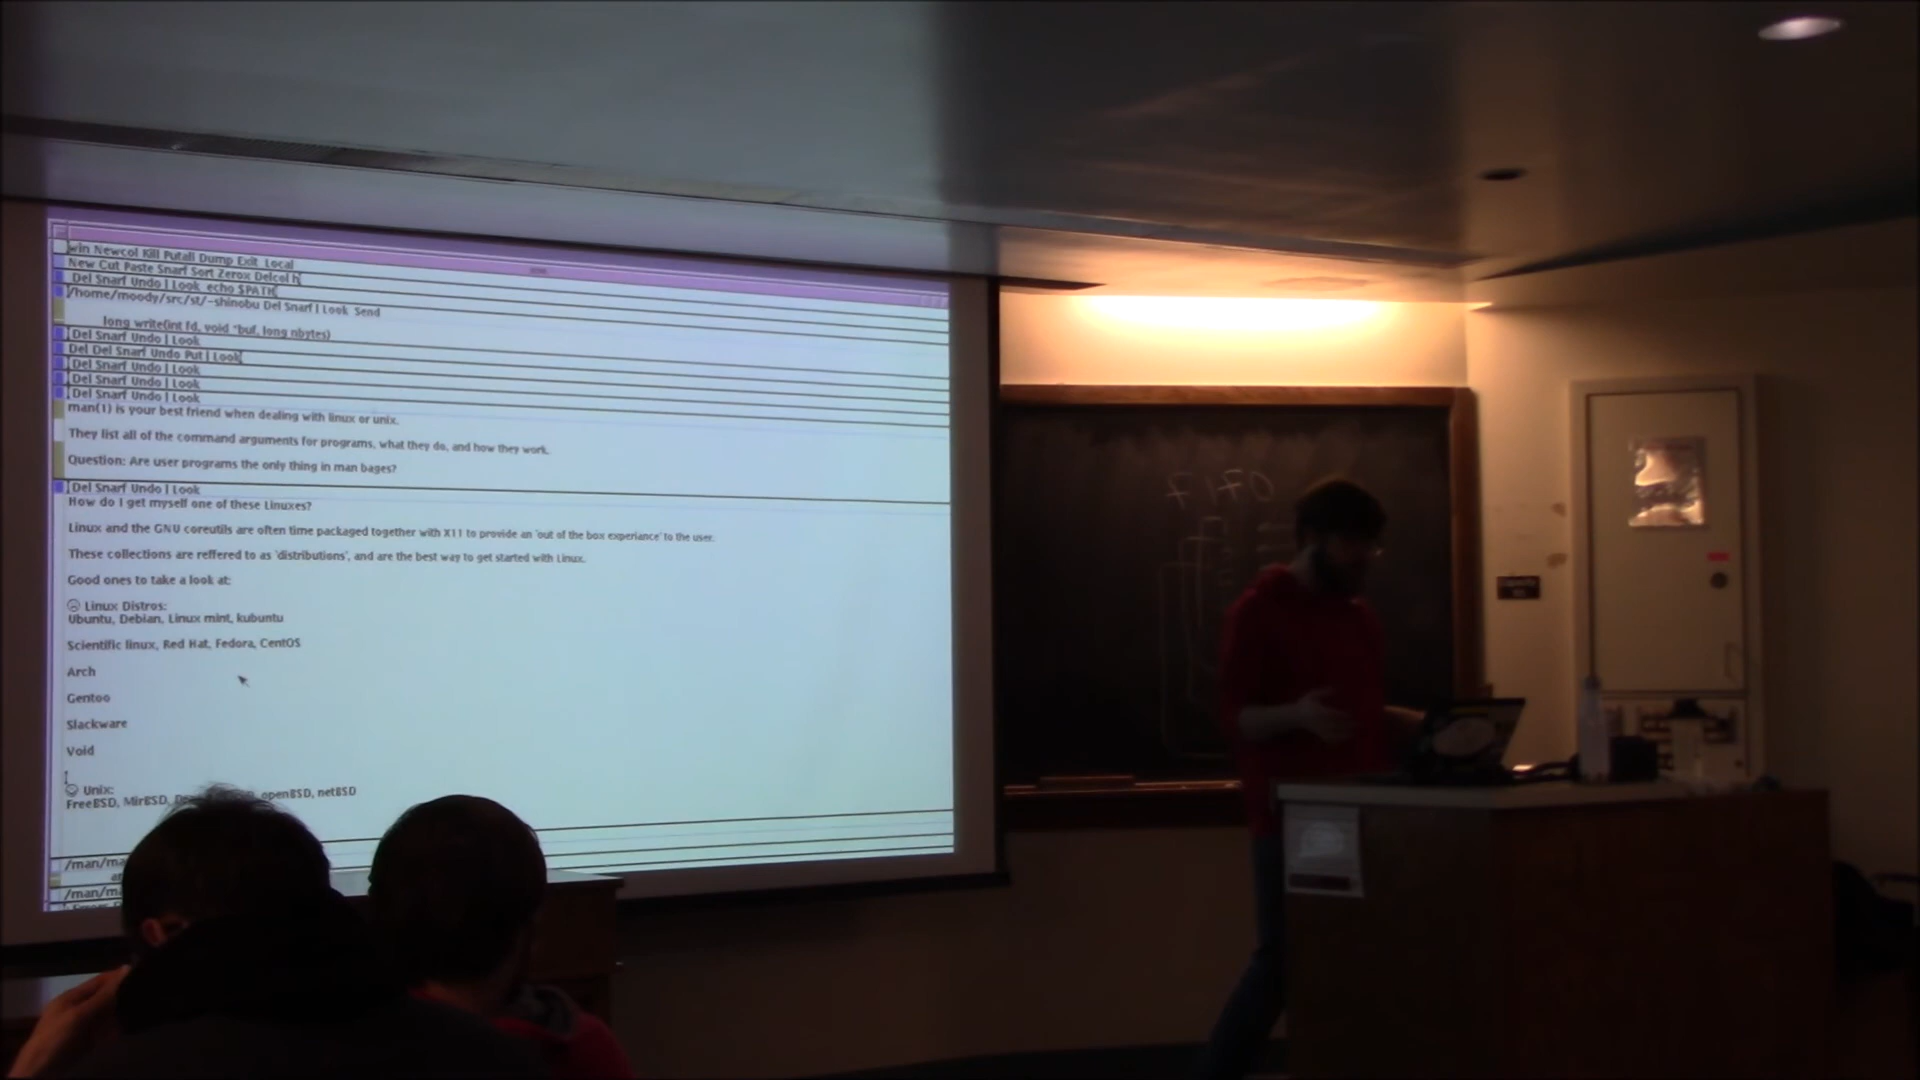 win Newcol Kill Putall Dump Exit Local
New Cut Paste Snarf Sort Zerox Delcol h
Del Snarf Undo | Look echo $PATH
/home/moody/src/st/-shinobu Del Snarf | Look Send
long write(int fd, void *buf, long nbytes)
Del Snarf Undo | Look
Del Del Snarf Undo Put | Look
Del Snarf Undo | Look
Del Snarf Undo | Look
Del Snarf Undo | Look
man(1) is your best friend when dealing with linux or unix.
They list all of the command arguments for programs, what they do, and how they work.
Question: Are user programs the only thing in man bages?
Del Snarf Undo | Look
How do I get myself one of these Linuxes?
Linux and the GNU coreutils are often time packaged together with X11 to provide an 'out of the box experiance' to the user.
These collections are reffered to as 'distributions', and are the best way to get started with Linux.
Good ones to take a look at:
☹ Linux Distros:
Ubuntu, Debian, Linux mint, kubuntu
Scientific linux, Red Hat, Fedora, CentOS
Arch
Gentoo
Slackware
Void
Unix:
FreeBSD, MirBSD, openBSD, netBSD
/man/ma
/man/ma
0717